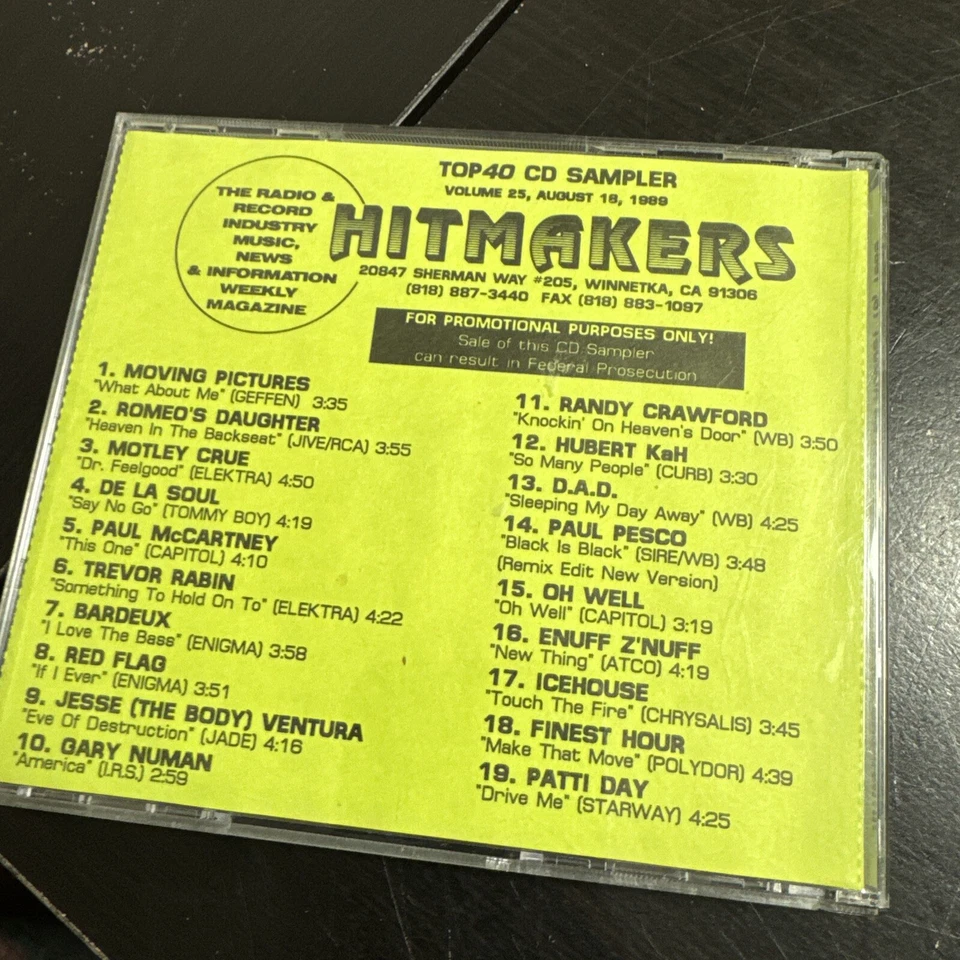 TOP40 CD SAMPLER
VOLUME 25, AUGUST 18, 1989
THE RADIO &
RECORD
INDUSTRY
MUSIC,
NEWS
& INFORMATION
WEEKLY
MAGAZINE
HITMAKERS
20847 SHERMAN WAY #205, WINNETKA, CA 91306
(818) 887-3440 FAX (818) 883-1097
FOR PROMOTIONAL PURPOSES ONLY!
Sale of this CD Sampler
can result in Federal Prosecution
1. MOVING PICTURES
"What About Me" (GEFFEN) 3:35
2. ROMEO'S DAUGHTER
"Heaven In The Backseat" (JIVE/RCA) 3:55
3. MOTLEY CRUE
"Dr. Feelgood" (ELEKTRA) 4:50
4. DE LA SOUL
"Say No Go" (TOMMY BOY) 4:19
5. PAUL McCARTNEY
"This One" (CAPITOL) 4:10
6. TREVOR RABIN
"Something To Hold On To" (ELEKTRA) 4:22
7. BARDEUX
"I Love The Bass" (ENIGMA) 3:58
8. RED FLAG
"If I Ever" (ENIGMA) 3:51
9. JESSE (THE BODY) VENTURA
"Eve Of Destruction" (JADE) 4:16
10. GARY NUMAN
"America" (I.R.S.) 2:59
11. RANDY CRAWFORD
"Knockin' On Heaven's Door" (WB) 3:50
12. HUBERT KaH
"So Many People" (CURB) 3:30
13. D.A.D.
"Sleeping My Day Away" (WB) 4:25
14. PAUL PESCO
"Black Is Black" (SIRE/WB) 3:48
(Remix Edit New Version)
15. OH WELL
"Oh Well" (CAPITOL) 3:19
16. ENUFF Z'NUFF
"New Thing" (ATCO) 4:19
17. ICEHOUSE
"Touch The Fire" (CHRYSALIS) 3:45
18. FINEST HOUR
"Make That Move" (POLYDOR) 4:39
19. PATTI DAY
"Drive Me" (STARWAY) 4:25